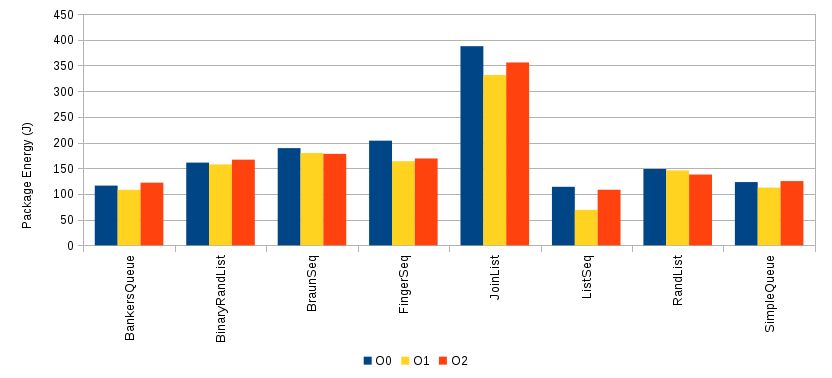 Package Energy (J)
450
400
350
300
250
200
150
100
50
0
BankersQueue
BinaryRandList
BraunSeq
FingerSeq
JoinList
ListSeq
RandList
SimpleQueue
O0 O1 O2